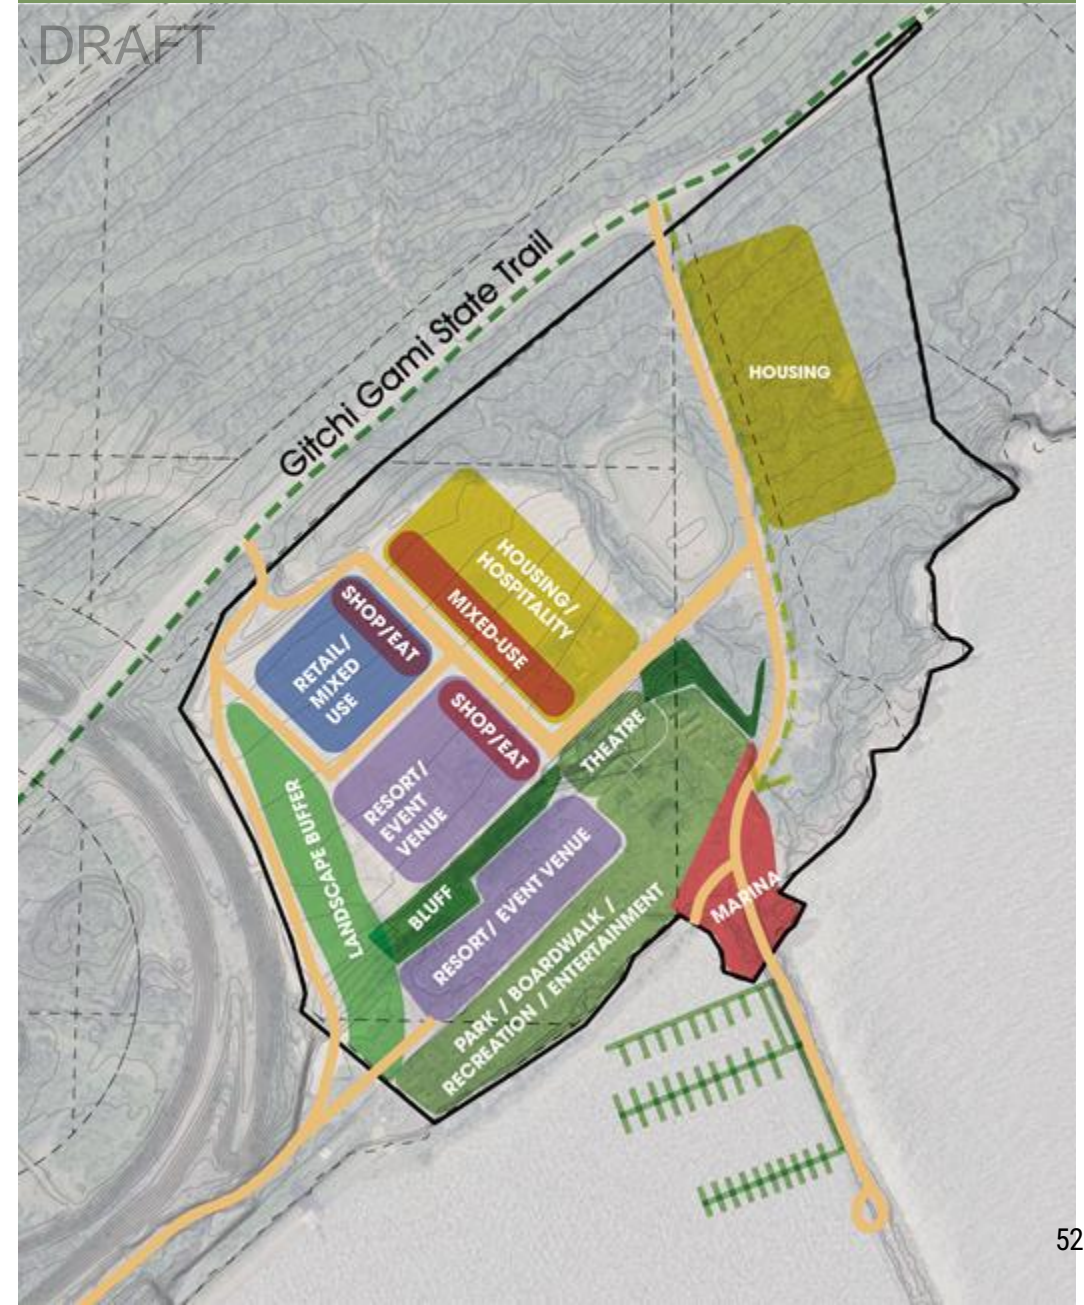 DRAFT
Gitchi Gami State Trail
HOUSING
HOUSING/
HOSPITALITY
MIXED-USE
SHOP/EAT
RETAIL/
MIXED
USE
SHOP/EAT
THEATRE
RESORT/
EVENT
VENUE
LANDSCAPE BUFFER
BLUFF
RESORT/ EVENT VENUE
MARINA
PARK / BOARDWALK /
RECREATION / ENTERTAINMENT
52